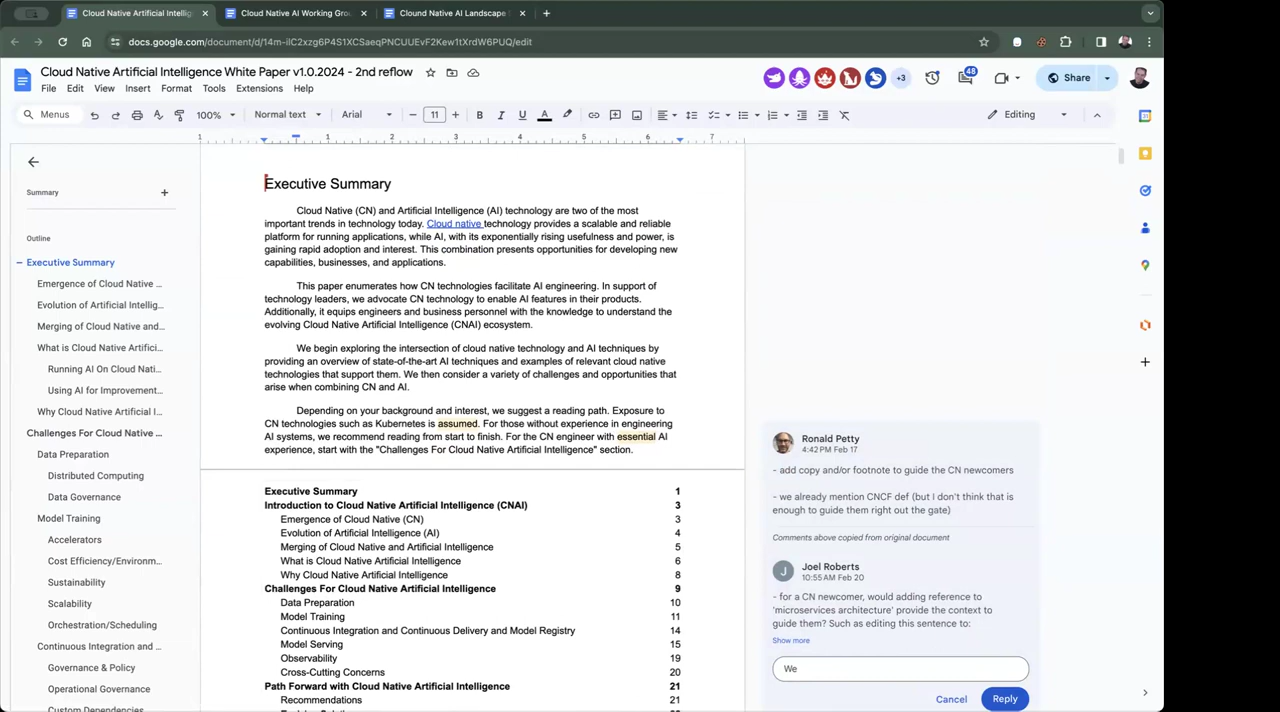 Cloud Native Artificial Intellig
Cloud Native AI Working Grou
Clound Native AI Landscape
docs.google.com/document/d/14m-ilC2xzg6P4S1XCSaeqPNCUUEvF2Kew1tXrdW6PUQ/edit
Cloud Native Artificial Intelligence White Paper v1.0.2024 - 2nd reflow
+3
48
Share
File Edit View Insert Format Tools Extensions Help
Menus
100%
Normal text
Arial
11
B I U A
Editing
1 1 2 3 4 5 6 7
Summary
Outline
Executive Summary
Emergence of Cloud Native ...
Evolution of Artificial Intellig...
Merging of Cloud Native and...
What is Cloud Native Artifici...
Running AI On Cloud Nati...
Using AI for Improvement...
Why Cloud Native Artificial I...
Challenges For Cloud Native ...
Data Preparation
Distributed Computing
Data Governance
Model Training
Accelerators
Cost Efficiency/Environm...
Sustainability
Scalability
Orchestration/Scheduling
Continuous Integration and ...
Governance & Policy
Operational Governance
Custom Dependencies
Executive Summary
Cloud Native (CN) and Artificial Intelligence (AI) technology are two of the most
important trends in technology today. Cloud native technology provides a scalable and reliable
platform for running applications, while AI, with its exponentially rising usefulness and power, is
gaining rapid adoption and interest. This combination presents opportunities for developing new
capabilities, businesses, and applications.
This paper enumerates how CN technologies facilitate AI engineering. In support of
technology leaders, we advocate CN technology to enable AI features in their products.
Additionally, it equips engineers and business personnel with the knowledge to understand the
evolving Cloud Native Artificial Intelligence (CNAI) ecosystem.
We begin exploring the intersection of cloud native technology and AI techniques by
providing an overview of state-of-the-art AI techniques and examples of relevant cloud native
technologies that support them. We then consider a variety of challenges and opportunities that
arise when combining CN and AI.
Depending on your background and interest, we suggest a reading path. Exposure to
CN technologies such as Kubernetes is assumed. For those without experience in engineering
AI systems, we recommend reading from start to finish. For the CN engineer with essential AI
experience, start with the "Challenges For Cloud Native Artificial Intelligence" section.
Executive Summary 1
Introduction to Cloud Native Artificial Intelligence (CNAI) 3
Emergence of Cloud Native (CN) 3
Evolution of Artificial Intelligence (AI) 4
Merging of Cloud Native and Artificial Intelligence 5
What is Cloud Native Artificial Intelligence 6
Why Cloud Native Artificial Intelligence 8
Challenges For Cloud Native Artificial Intelligence 9
Data Preparation 10
Model Training 11
Continuous Integration and Continuous Delivery and Model Registry 14
Model Serving 15
Observability 19
Cross-Cutting Concerns 20
Path Forward with Cloud Native Artificial Intelligence 21
Recommendations 21
Ronald Petty
4:42 PM Feb 17
- add copy and/or footnote to guide the CN newcomers
- we already mention CNCF def (but I don't think that is
enough to guide them right out the gate)
Comments above copied from original document
J
Joel Roberts
10:55 AM Feb 20
- for a CN newcomer, would adding reference to
'microservices architecture' provide the context to
guide them? Such as editing this sentence to:
Show more
We
Cancel Reply